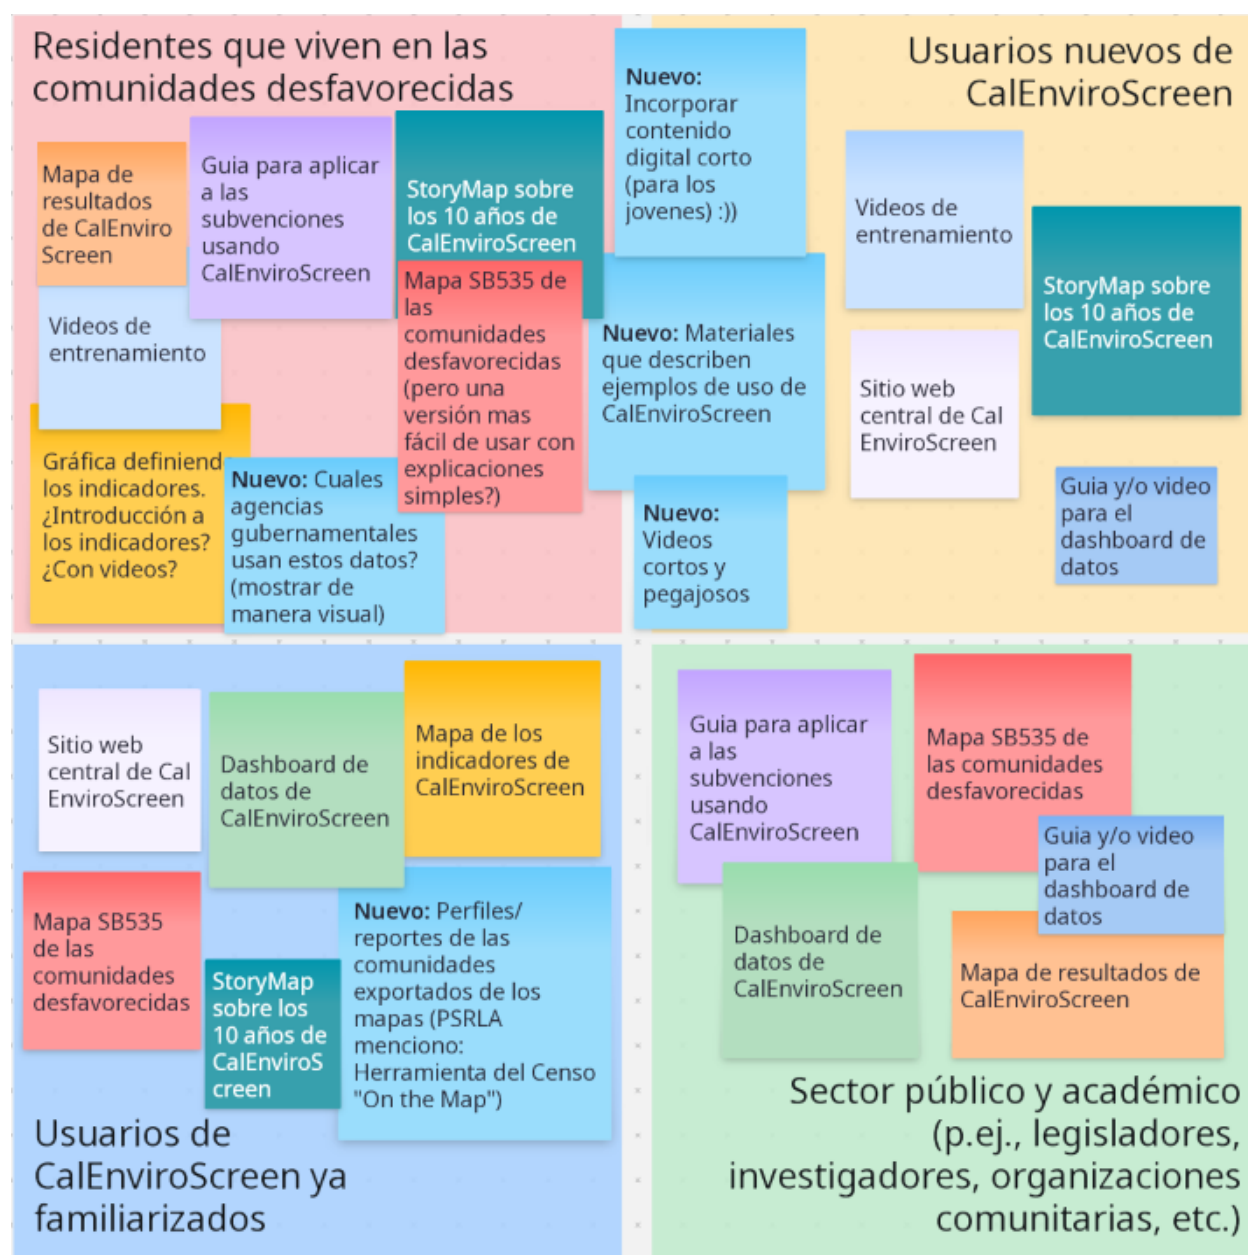 Residentes que viven en las
comunidades desfavorecidas
Mapa de
resultados
de CalEnviro
Screen
Guia para aplicar
a las
subvenciones
usando
CalEnviroScreen
StoryMap sobre
los 10 años de
CalEnviroScreen
Videos de
entrenamiento
Mapa SB535 de
las
comunidades
desfavorecidas
(pero una
versión mas
fácil de usar con
explicaciones
simples?)
Gráfica definiend
los indicadores.
¿Introducción a
los indicadores?
¿Con videos?
Nuevo: Cuales
agencias
gubernamentales
usan estos datos?
(mostrar de
manera visual)
Nuevo:
Incorporar
contenido
digital corto
(para los
jovenes) :))
Nuevo: Materiales
que describen
ejemplos de uso de
CalEnviroScreen
Nuevo:
Videos
cortos y
pegajosos
Usuarios nuevos de
CalEnviroScreen
Videos de
entrenamiento
StoryMap sobre
los 10 años de
CalEnviroScreen
Sitio web
central de Cal
EnviroScreen
Guia y/o video
para el
dashboard de
datos
Sitio web
central de Cal
EnviroScreen
Dashboard de
datos de
CalEnviroScreen
Mapa de los
indicadores de
CalEnviroScreen
Mapa SB535
de las
comunidades
desfavorecidas
StoryMap
sobre los
10 años de
CalEnviroS
creen
Nuevo: Perfiles/
reportes de las
comunidades
exportados de los
mapas (PSRLA
menciono:
Herramienta del Censo
"On the Map")
Usuarios de
CalEnviroScreen ya
familiarizados
Guia para aplicar
a las
subvenciones
usando
CalEnviroScreen
Mapa SB535 de
las comunidades
desfavorecidas
Guia y/o video
para el
dashboard de
datos
Dashboard de
datos de
CalEnviroScreen
Mapa de resultados de
CalEnviroScreen
Sector público y académico
(p.ej., legisladores,
investigadores, organizaciones
comunitarias, etc.)